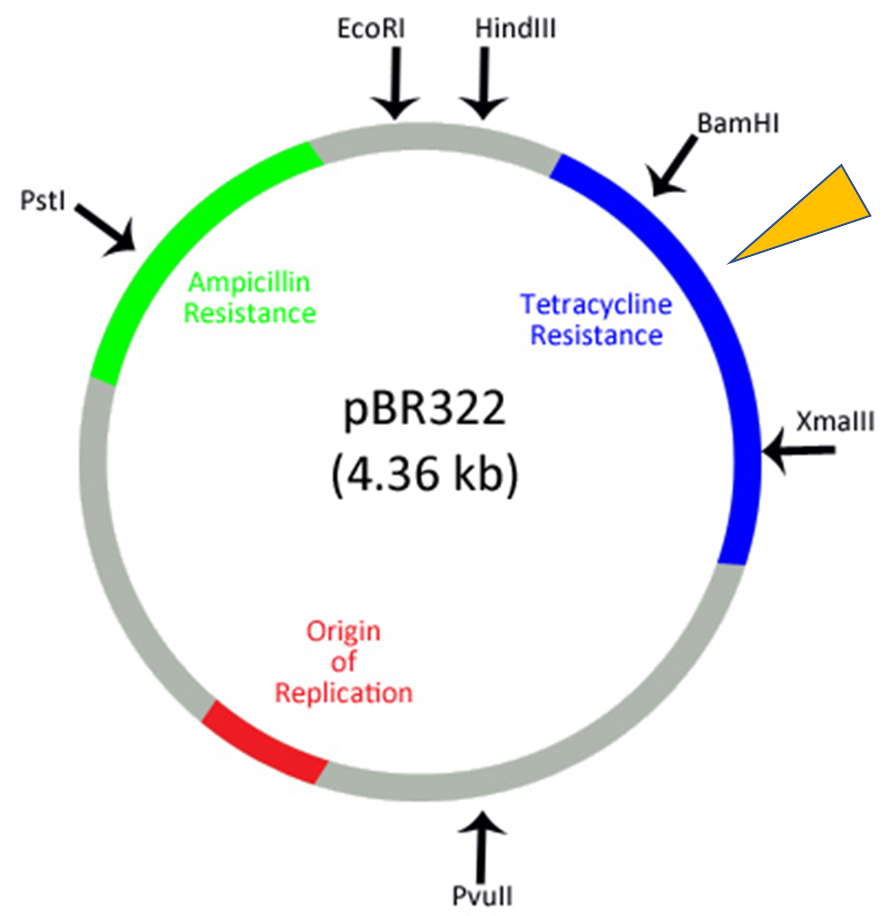 EcoRI
HindIII
BamHI
PstI
Ampicillin
Resistance
Tetracycline
Resistance
pBR322
(4.36 kb)
XmaIII
Origin
of
Replication
PvuII